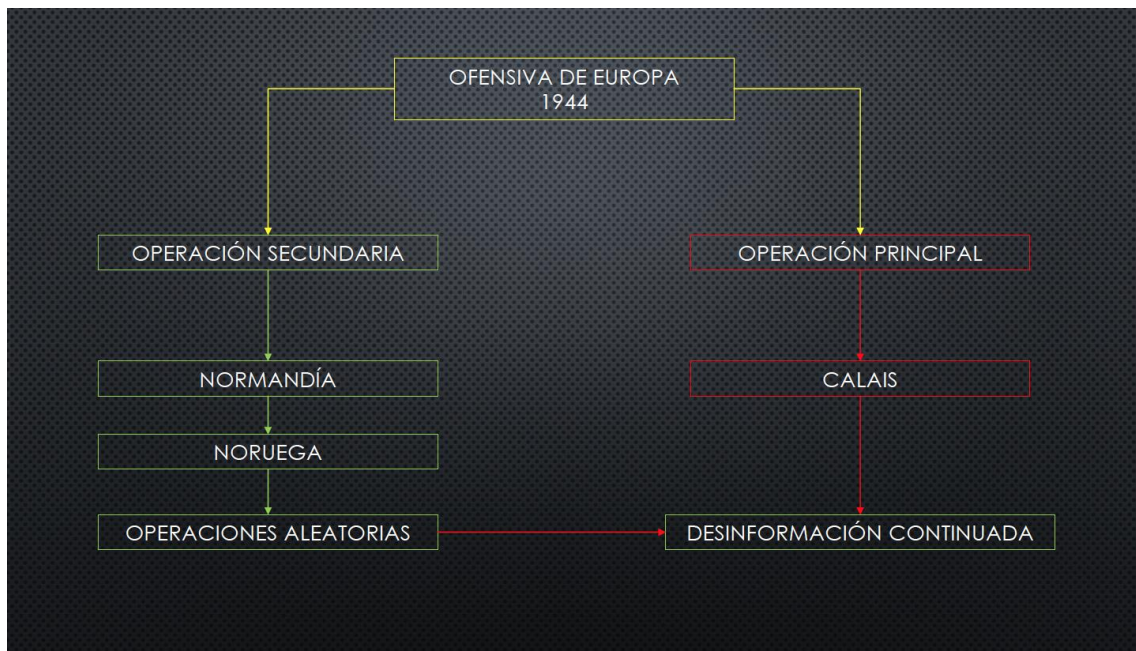 OFENSIVA DE EUROPA
1944
OPERACIÓN SECUNDARIA
OPERACIÓN PRINCIPAL
NORMANDÍA
CALAIS
NORUEGA
OPERACIONES ALEATORIAS
DESINFORMACIÓN CONTINUADA